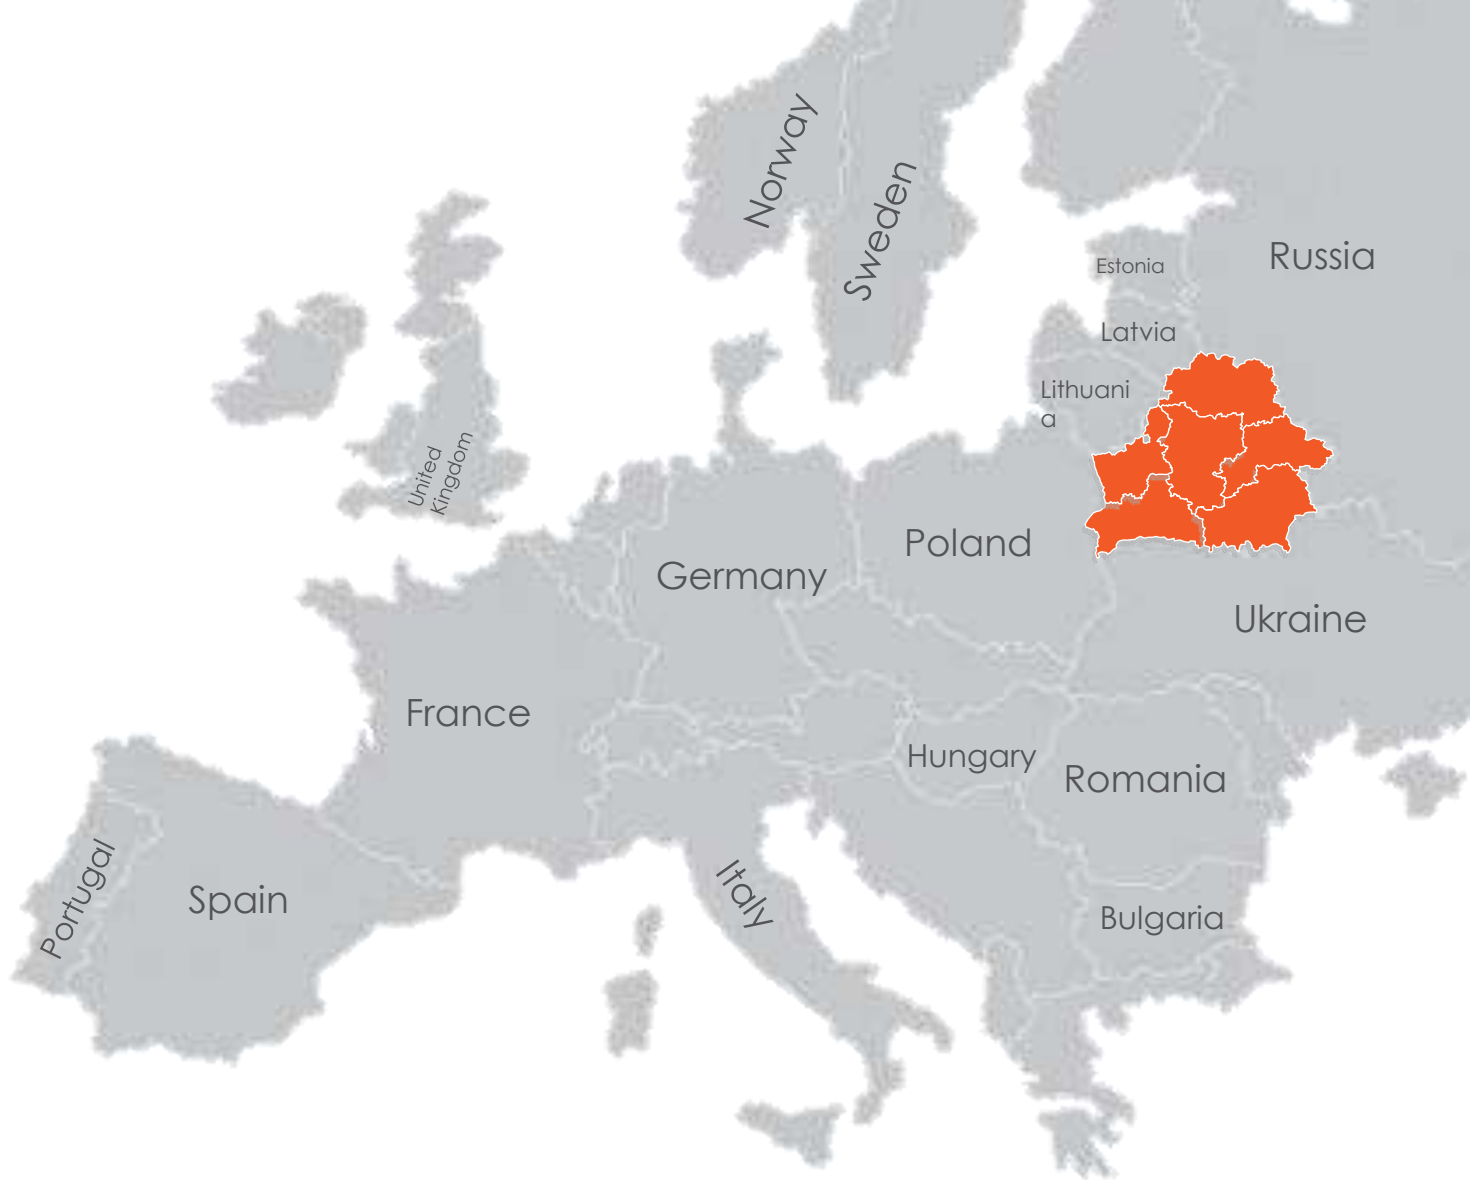 Norway
Sweden
Russia
Estonia
Latvia
Lithuani
a
United
Kingdom
Poland
Germany
Ukraine
France
Hungary
Romania
Portugal
Spain
Italy
Bulgaria